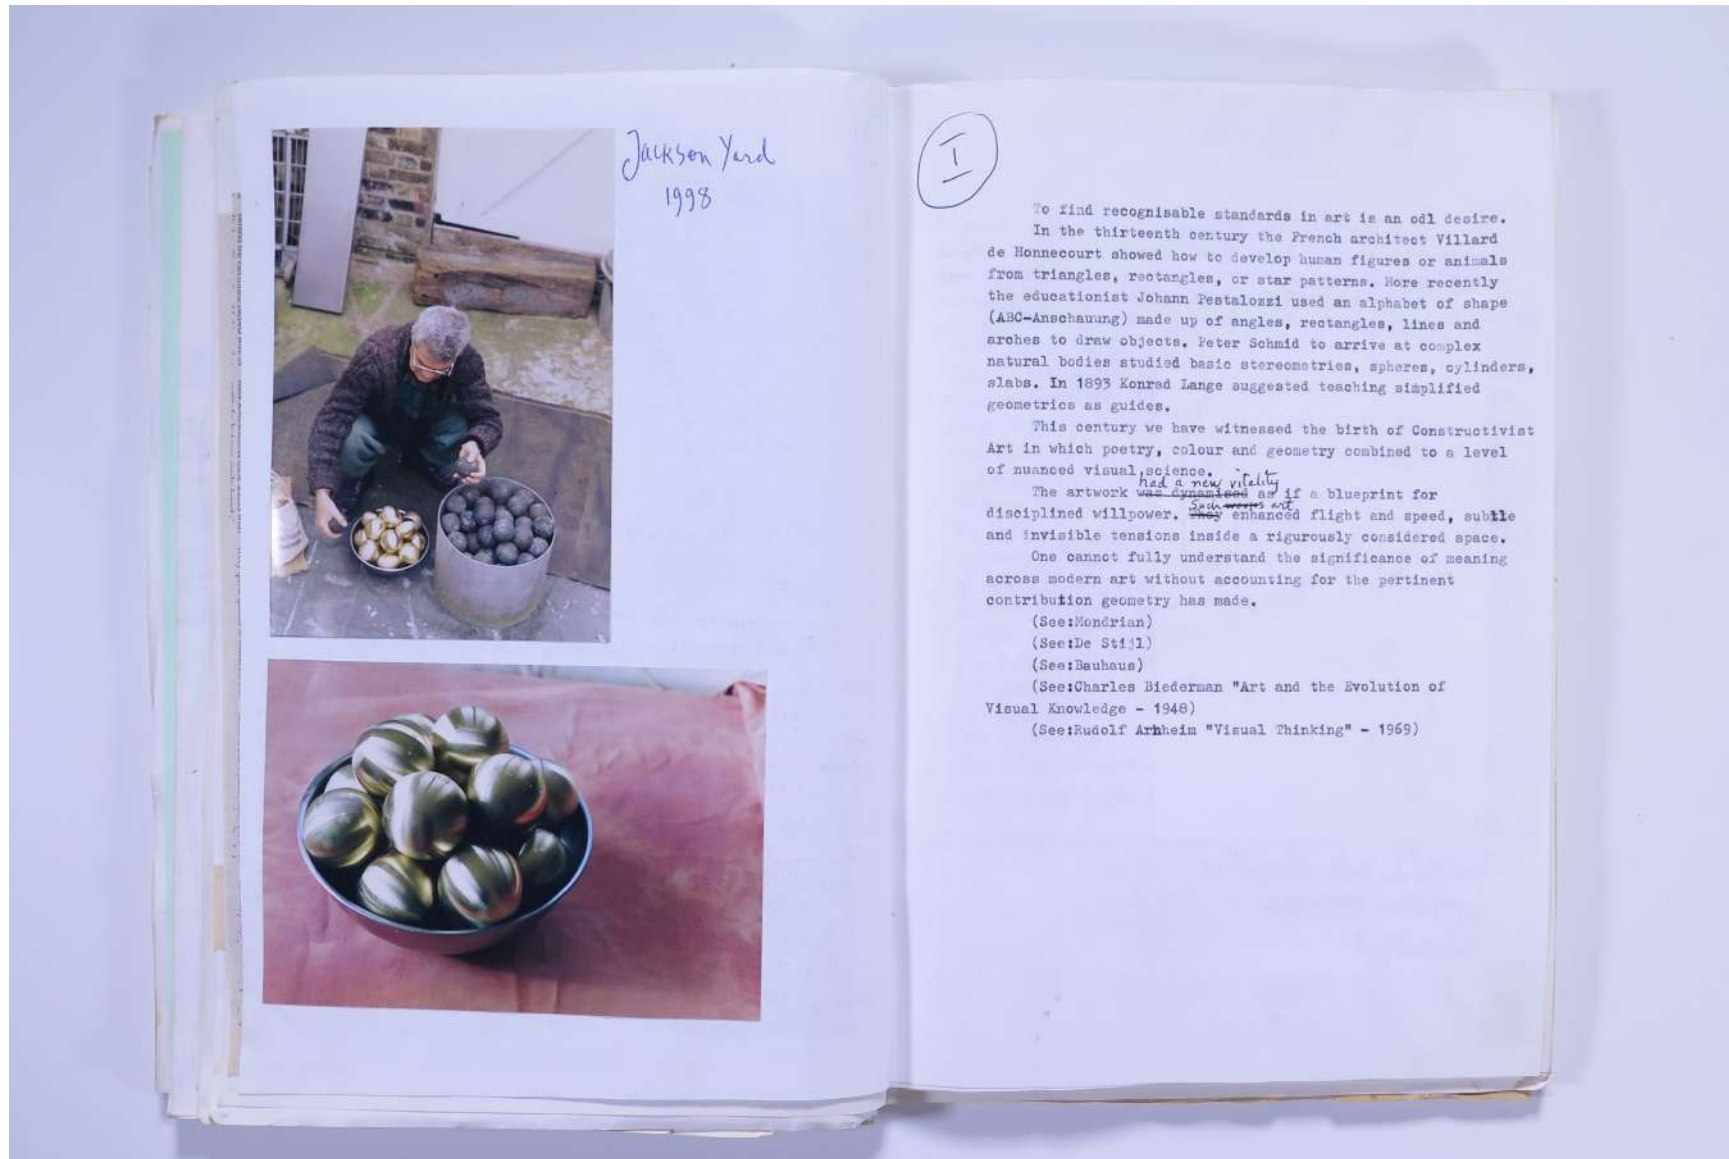 Jackson Yard
1998
I
To find recognisable standards in art is an odl desire.
In the thirteenth century the French architect Villard
de Honnecourt showed how to develop human figures or animals
from triangles, rectangles, or star patterns. More recently
the educationist Johann Pestalozzi used an alphabet of shape
(ABC-Anschauung) made up of angles, rectangles, lines and
arches to draw objects. Peter Schmid to arrive at complex
natural bodies studied basic stereometries, spheres, cylinders,
slabs. In 1893 Konrad Lange suggested teaching simplified
geometrics as guides.
This century we have witnessed the birth of Constructivist
Art in which poetry, colour and geometry combined to a level
of nuanced visual science.
had a new vitality
The artwork was dynamised as if a blueprint for
Such works art
disciplined willpower. They enhanced flight and speed, subtle
and invisible tensions inside a rigurously considered space.
One cannot fully understand the significance of meaning
across modern art without accounting for the pertinent
contribution geometry has made.
(See:Mondrian)
(See:De Stijl)
(See:Bauhaus)
(See:Charles Biederman "Art and the Evolution of
Visual Knowledge - 1948)
(See:Rudolf Arnheim "Visual Thinking" - 1969)